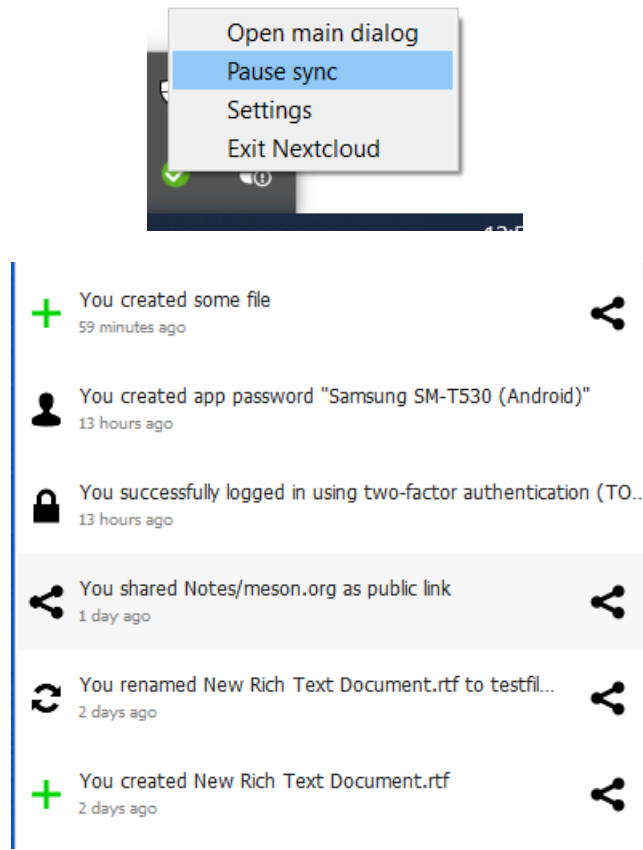 Open main dialog
Pause sync
Settings
Exit Nextcloud
You created some file
59 minutes ago
You created app password "Samsung SM-T530 (Android)"
13 hours ago
You successfully logged in using two-factor authentication (TO...
13 hours ago
You shared Notes/meson.org as public link
1 day ago
You renamed New Rich Text Document.rtf to testfil...
2 days ago
You created New Rich Text Document.rtf
2 days ago